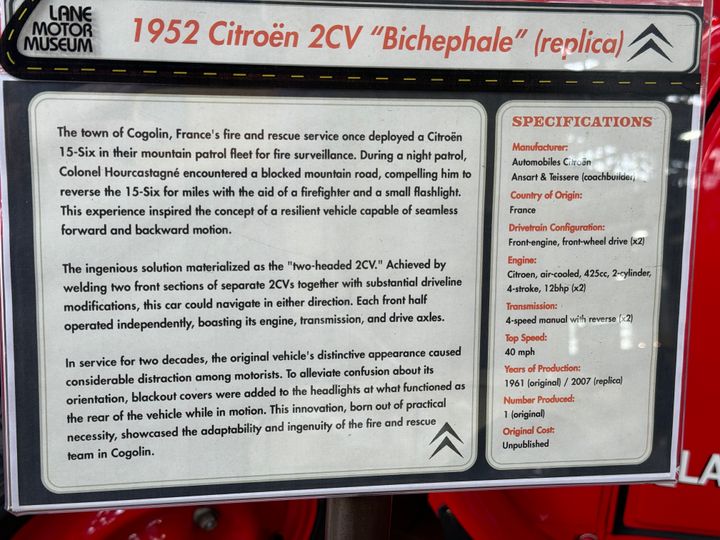 LANE
MOTOR
MUSEUM
1952 Citroën 2CV "Bichephale" (replica)
The town of Cogolin, France's fire and rescue service once deployed a Citroën
15-Six in their mountain patrol fleet for fire surveillance. During a night patrol,
Colonel Hourcastagné encountered a blocked mountain road, compelling him to
reverse the 15-Six for miles with the aid of a firefighter and a small flashlight.
This experience inspired the concept of a resilient vehicle capable of seamless
forward and backward motion.
The ingenious solution materialized as the "two-headed 2CV." Achieved by
welding two front sections of separate 2CVs together with substantial driveline
modifications, this car could navigate in either direction. Each front half
operated independently, boasting its engine, transmission, and drive axles.
In service for two decades, the original vehicle's distinctive appearance caused
considerable distraction among motorists. To alleviate confusion about its
orientation, blackout covers were added to the headlights at what functioned as
the rear of the vehicle while in motion. This innovation, born out of practical
necessity, showcased the adaptability and ingenuity of the fire and rescue
team in Cogolin.
SPECIFICATIONS
Manufacturer:
Automobiles Citroën
Ansart & Teissere (coachbuilder)
Country of Origin:
France
Drivetrain Configuration:
Front-engine, front-wheel drive (x2)
Engine:
Citroen, air-cooled, 425cc, 2-cylinder,
4-stroke, 12bhp (x2)
Transmission:
4-speed manual with reverse (x2)
Top Speed:
40 mph
Years of Production:
1961 (original) / 2007 (replica)
Number Produced:
1 (original)
Original Cost:
Unpublished